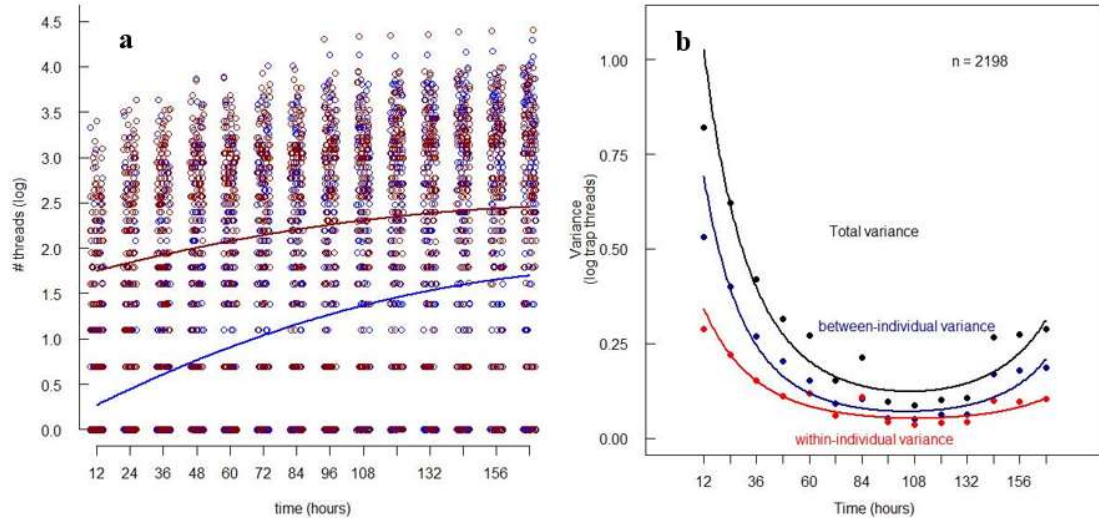 a
# threads (log)
4.5
4.0
3.5
3.0
2.5
2.0
1.5
1.0
0.5
0.0
12 24 36 48 60 72 84 96 108 132 156
time (hours)
b
n = 2198
Variance
(log trap threads)
1.00
0.75
0.50
0.25
0.00
Total variance
between-individual variance
within-individual variance
12 36 60 84 108 132 156
Time (hours)